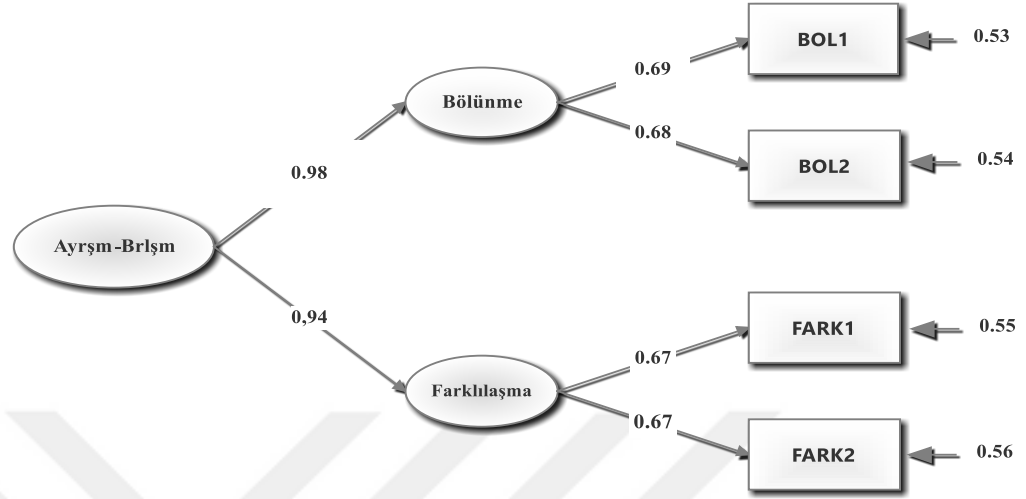 BOL1
0.53
0.69
Bölünme
0.68
BOL2
0.54
0.98
Ayrşm-Brlşm
0,94
FARK1
0.55
0.67
Farklılaşma
0.67
FARK2
0.56